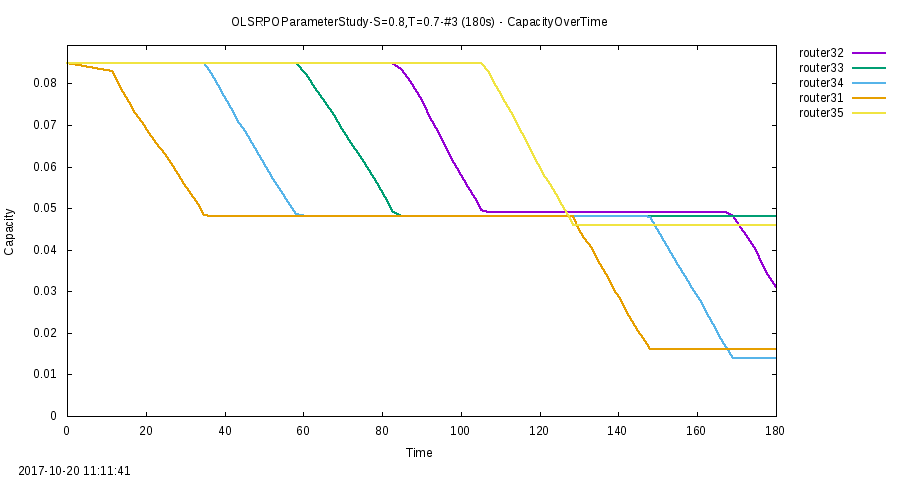 OLSRPOParameterStudy-S=0.8,T=0.7-#3 (180s) - CapacityOverTime
router32
router33
router34
router31
router35
0.08
0.07
0.06
0.05
0.04
0.03
0.02
0.01
0
Capacity
0 20 40 60 80 100 120 140 160 180
Time
2017-10-20 11:11:41